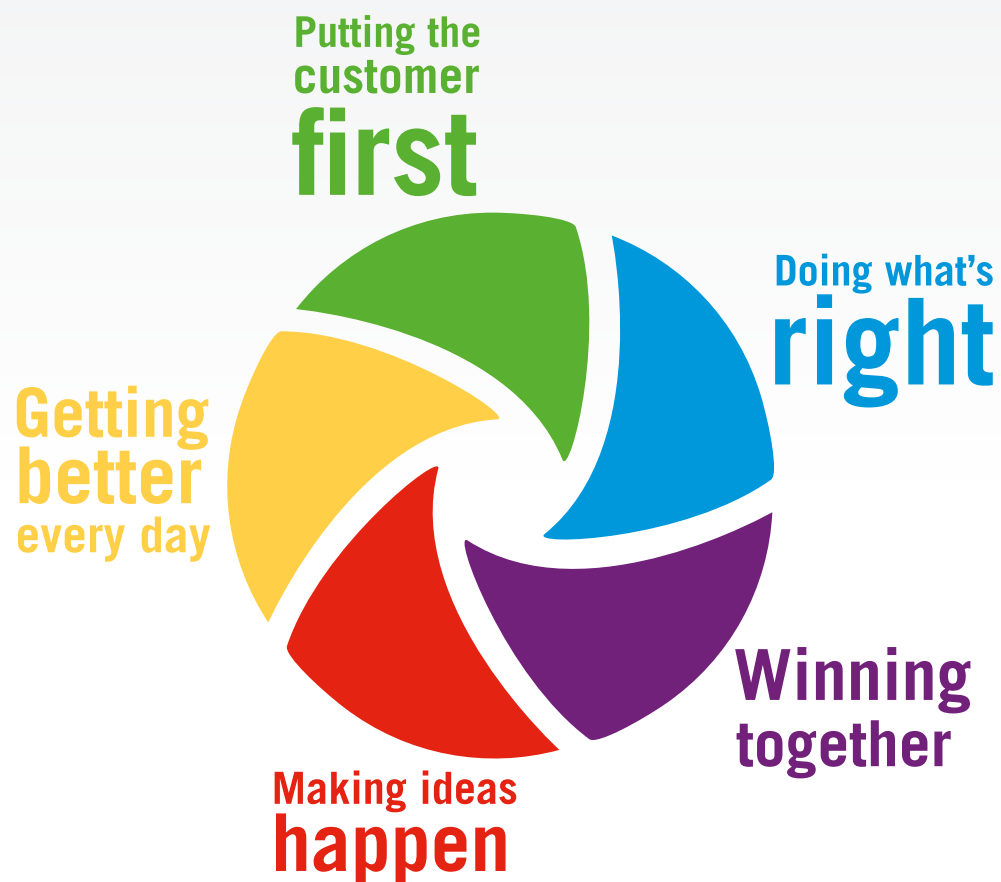 Putting the
customer
first
Doing what’s
right
Winning
together
Making ideas
happen
Getting
better
every day